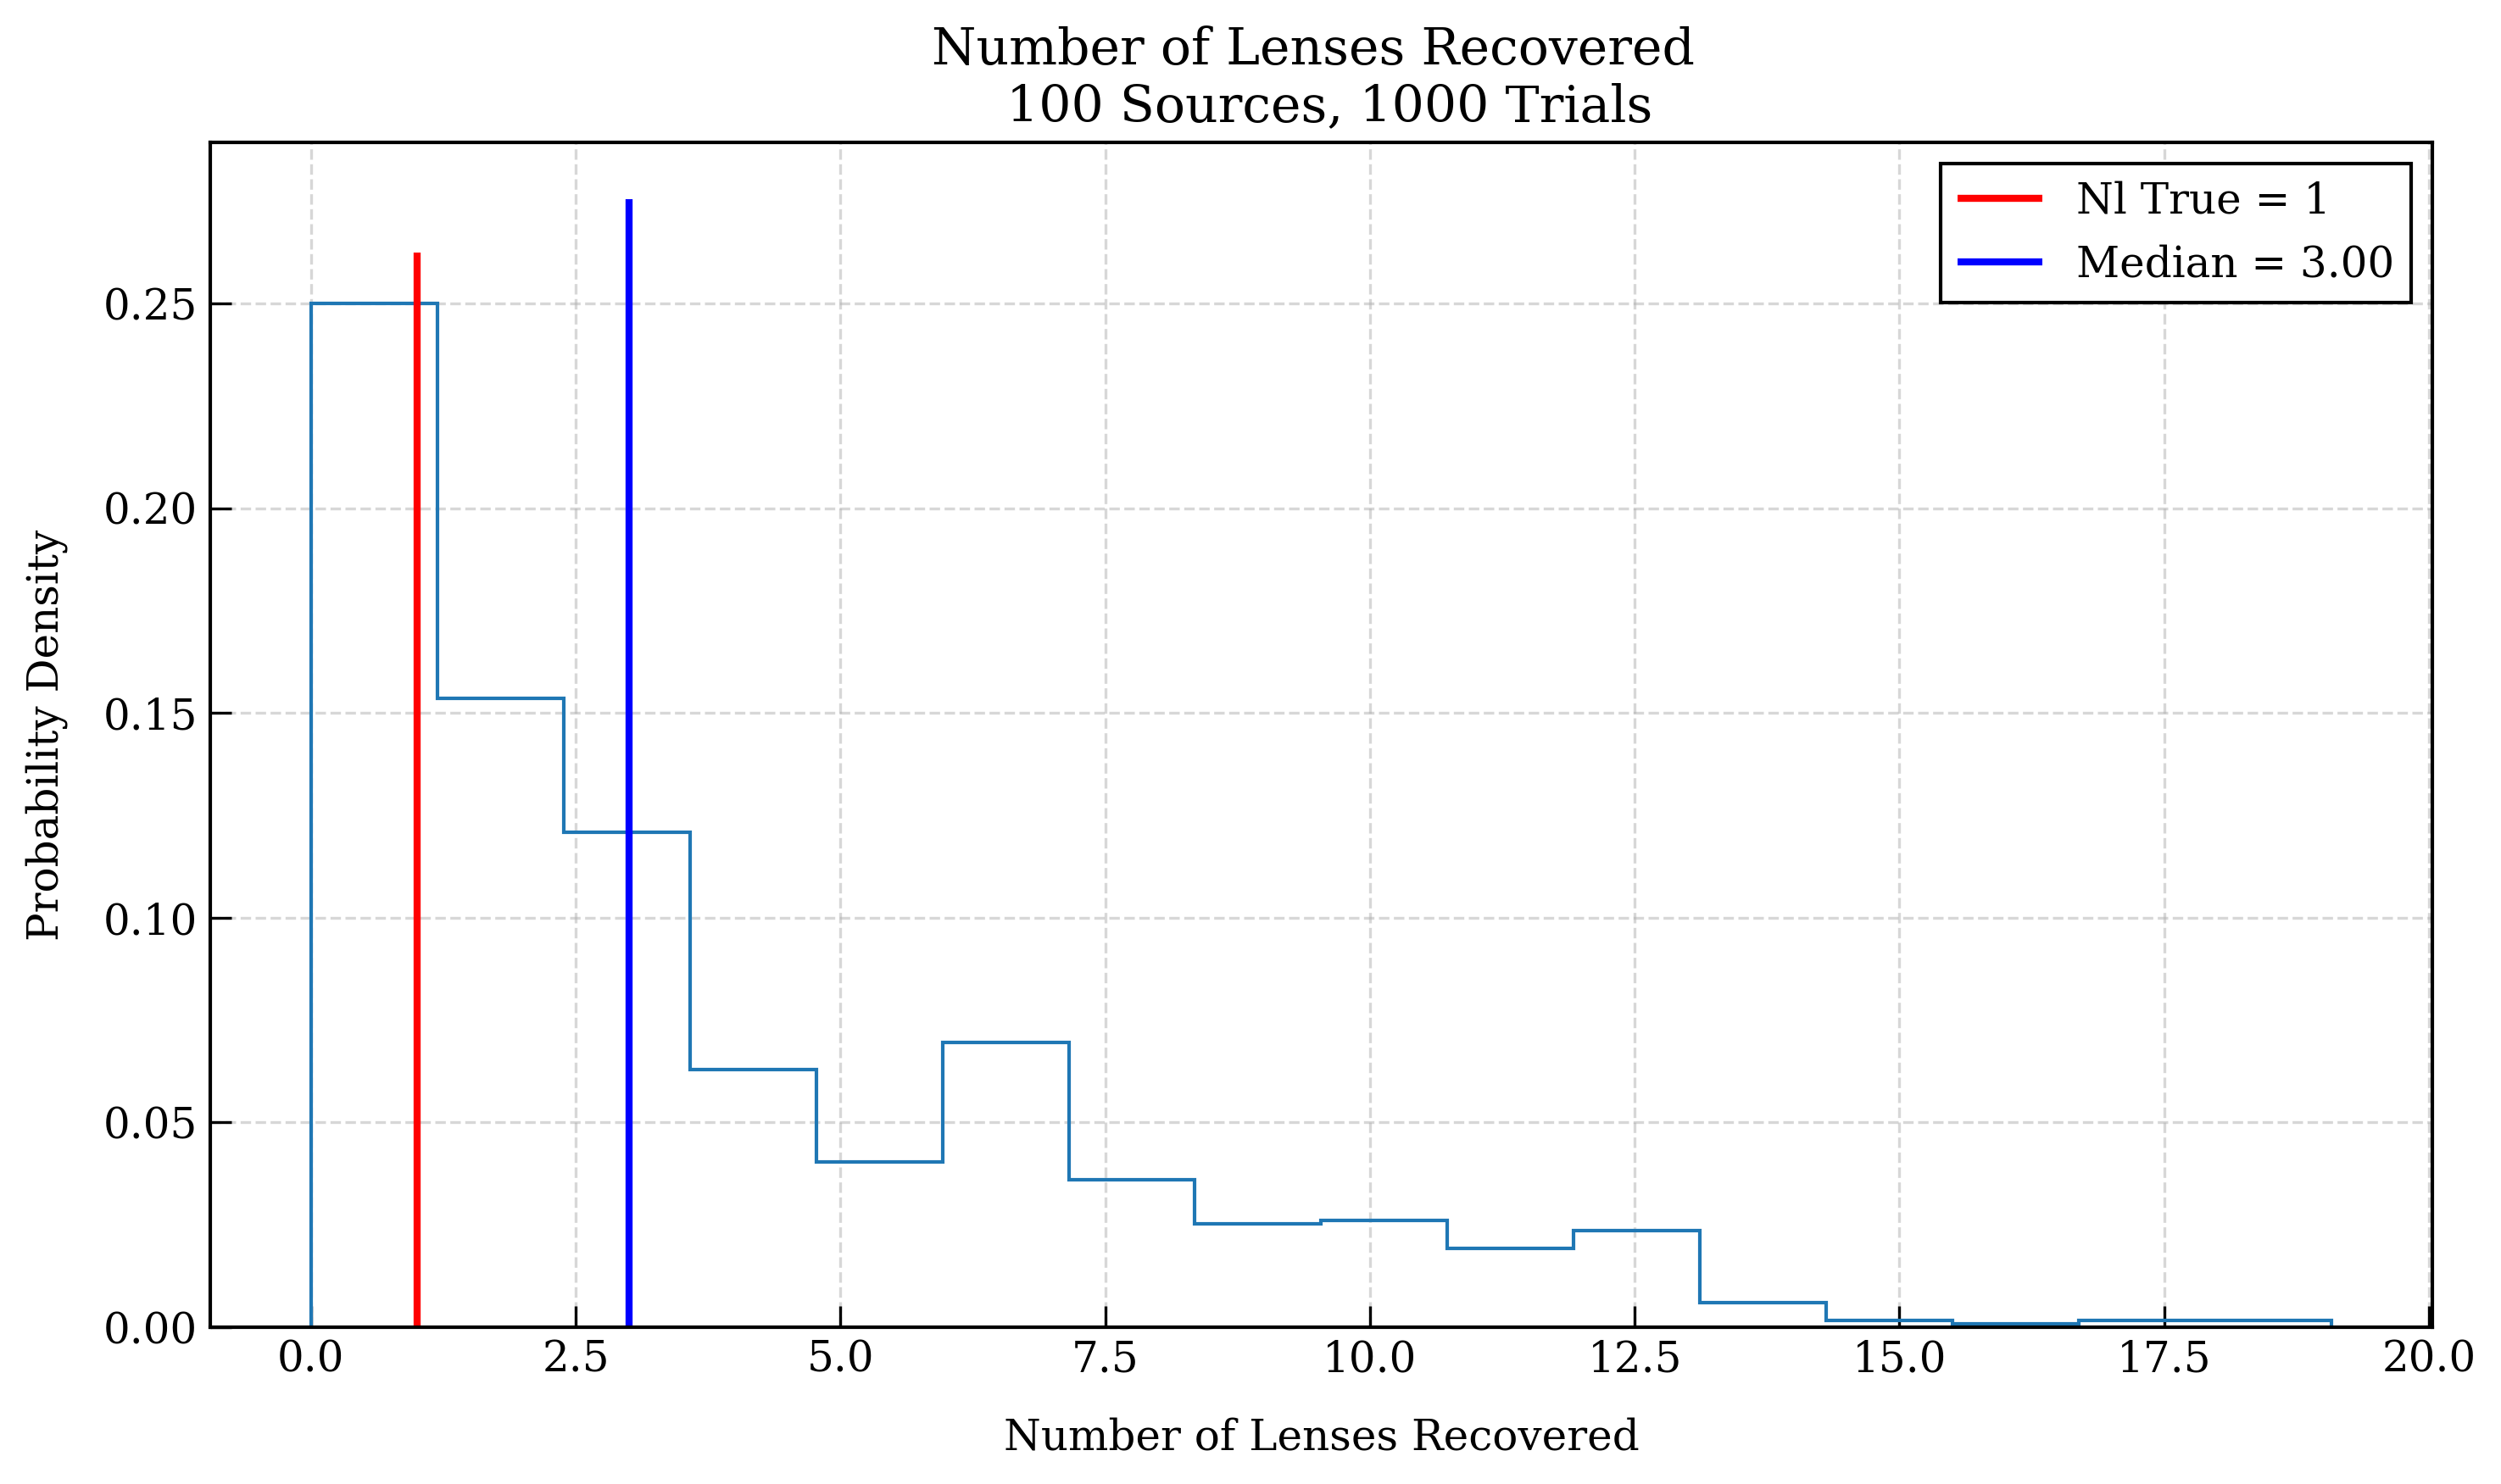 Number of Lenses Recovered
100 Sources, 1000 Trials
Nl True = 1
Median = 3.00
Probability Density
0.25
0.20
0.15
0.10
0.05
0.00
0.0 2.5 5.0 7.5 10.0 12.5 15.0 17.5 20.0
Number of Lenses Recovered